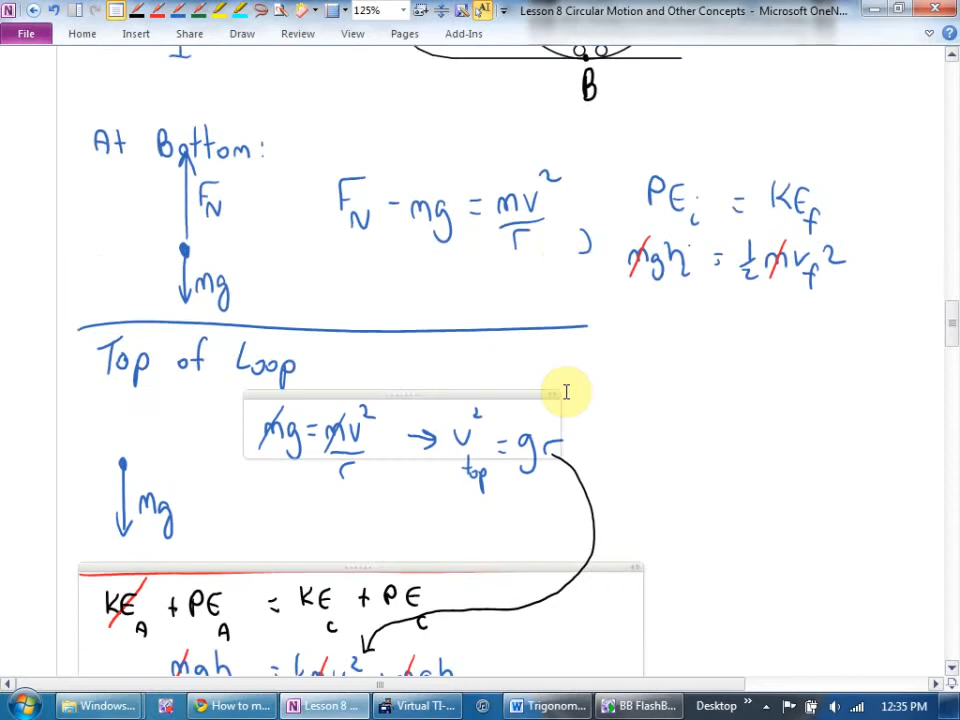 125%
Lesson 8 Circular Motion and Other Concepts - Microsoft OneN...
File Home Insert Share Draw Review View Pages Add-Ins
B
At Bottom:
F_N
F_N - mg = mv²/r ,
PE_i = KE_f
mgh = ½ mv_f²
mg
Top of Loop
mg = mv²/r → v²_top = gr
mg
KE_A + PE_A = KE_C + PE_C
Windows... How to m... Lesson 8 ... Virtual TI-... Trigonom... BB FlashB... Desktop » 12:35 PM